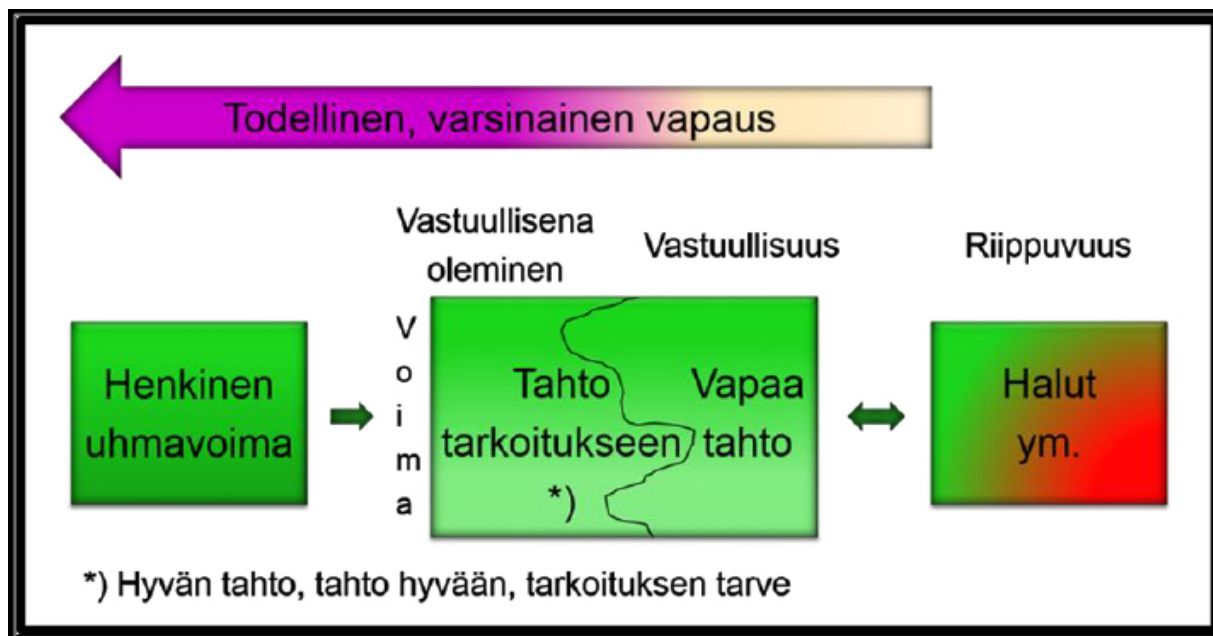 Todellinen, varsinainen vapaus
Vastuullisena
oleminen
Vastuullisuus
Riippuvuus
Henkinen
uhmavoima
Voima
Tahto
tarkoitukseen
*)
Vapaa
tahto
Halut
ym.
*) Hyvän tahto, tahto hyvään, tarkoituksen tarve